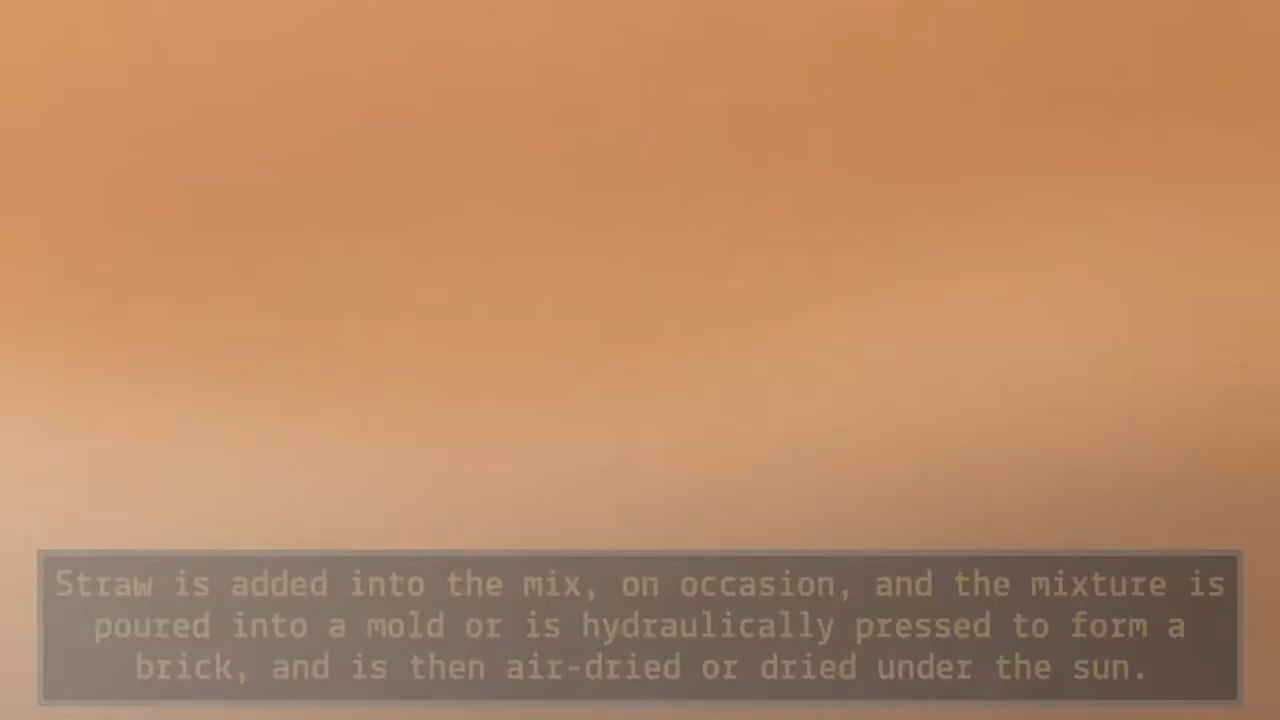 Straw is added into the mix, on occasion, and the mixture is
poured into a mold or is hydraulically pressed to form a
brick, and is then air-dried or dried under the sun.